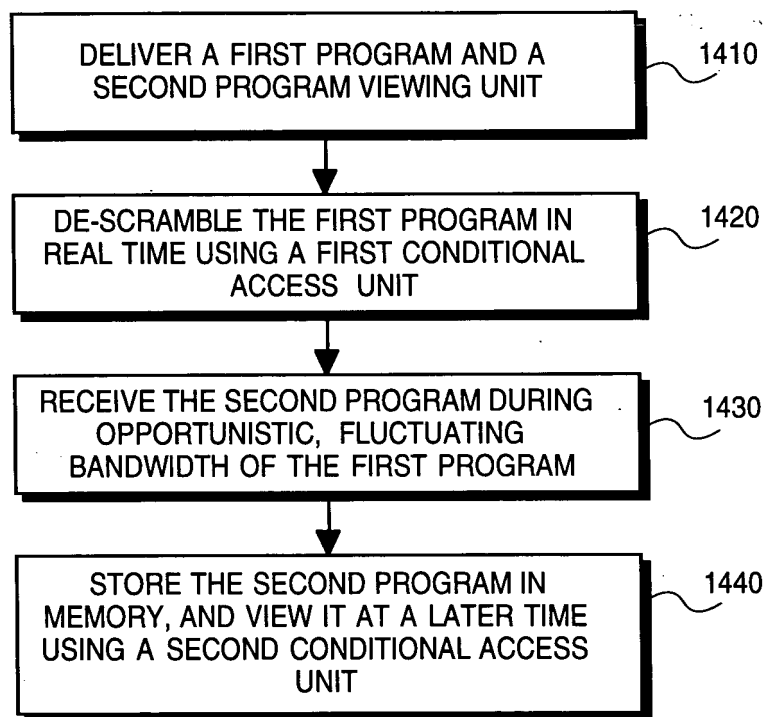 DELIVER A FIRST PROGRAM AND A
SECOND PROGRAM VIEWING UNIT
1410
DE-SCRAMBLE THE FIRST PROGRAM IN
REAL TIME USING A FIRST CONDITIONAL
ACCESS UNIT
1420
RECEIVE THE SECOND PROGRAM DURING
OPPORTUNISTIC, FLUCTUATING
BANDWIDTH OF THE FIRST PROGRAM
1430
STORE THE SECOND PROGRAM IN
MEMORY, AND VIEW IT AT A LATER TIME
USING A SECOND CONDITIONAL ACCESS
UNIT
1440